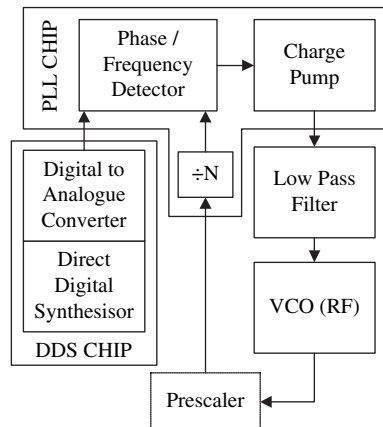 PLL CHIP
Phase /
Frequency
Detector
Charge
Pump
÷N
Digital to
Analogue
Converter
Low Pass
Filter
Direct
Digital
Synthesisor
DDS CHIP
VCO (RF)
Prescaler